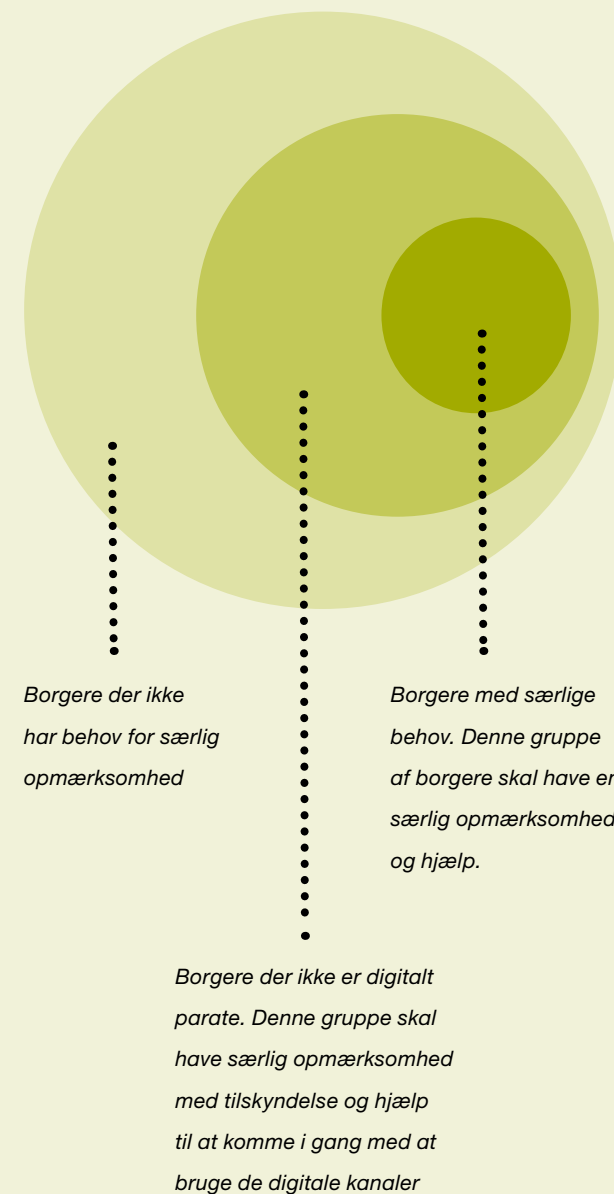 Borgere der ikke
har behov for særlig
opmærksomhed
Borgere med særlige
behov. Denne gruppe
af borgere skal have en
særlig opmærksomhed
og hjælp.
Borgere der ikke er digitalt
parate. Denne gruppe skal
have særlig opmærksomhed
med tilskyndelse og hjælp
til at komme i gang med at
bruge de digitale kanaler